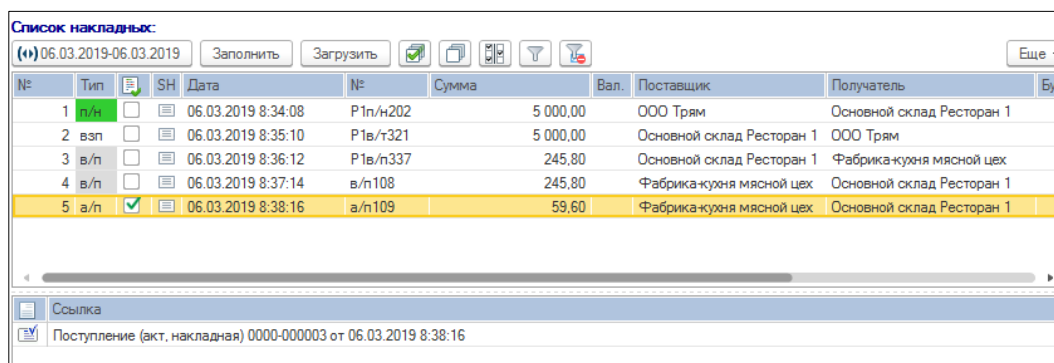 Список накладных:
06.03.2019-06.03.2019 Заполнить Загрузить Еще
№ Тип SH Дата № Сумма Вал. Поставщик Получатель
1 п/н 06.03.2019 8:34:08 Р1п/н202 5 000,00 ООО Трям Основной склад Ресторан 1
2 взп 06.03.2019 8:35:10 Р1в/т321 5 000,00 Основной склад Ресторан 1 ООО Трям
3 в/п 06.03.2019 8:36:12 Р1в/п337 245,80 Основной склад Ресторан 1 Фабрика-кухня мясной цех
4 в/п 06.03.2019 8:37:14 в/п108 245,80 Фабрика-кухня мясной цех Основной склад Ресторан 1
5 а/п 06.03.2019 8:38:16 а/п109 59,60 Фабрика-кухня мясной цех Основной склад Ресторан 1
Ссылка
Поступление (акт, накладная) 0000-000003 от 06.03.2019 8:38:16